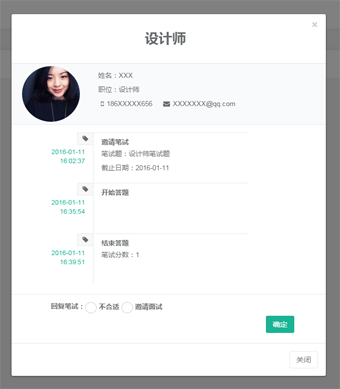 ×
设计师
姓名：XXX
职位：设计师
186XXXXX656 XXXXXXX@qq.com
2016-01-11
16:02:37
邀请笔试
笔试题：设计师笔试题
截止日期：2016-01-11
2016-01-11
16:35:54
开始答题
2016-01-11
16:39:51
结束答题
笔试分数：1
回复笔试：不合适 邀请面试
确定
关闭